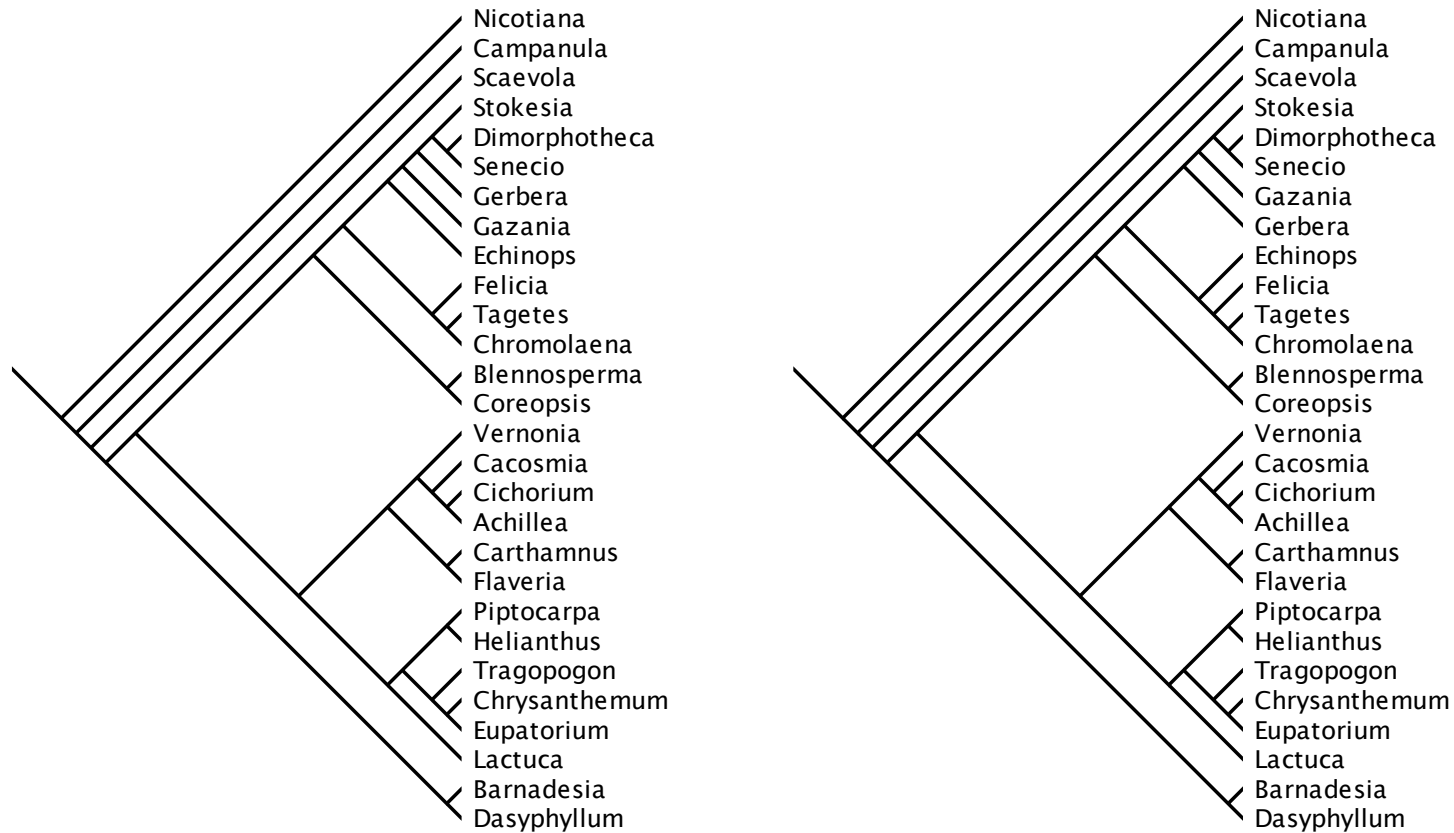 Nicotiana
Campanula
Scaevola
Stokesia
Dimorphotheca
Senecio
Gerbera
Gazania
Echinops
Felicia
Tagetes
Chromolaena
Blennosperma
Coreopsis
Vernonia
Cacosmia
Cichorium
Achillea
Carthamnus
Flaveria
Piptocarpa
Helianthus
Tragopogon
Chrysanthemum
Eupatorium
Lactuca
Barnadesia
Dasyphyllum
Nicotiana
Campanula
Scaevola
Stokesia
Dimorphotheca
Senecio
Gazania
Gerbera
Echinops
Felicia
Tagetes
Chromolaena
Blennosperma
Coreopsis
Vernonia
Cacosmia
Cichorium
Achillea
Carthamnus
Flaveria
Piptocarpa
Helianthus
Tragopogon
Chrysanthemum
Eupatorium
Lactuca
Barnadesia
Dasyphyllum